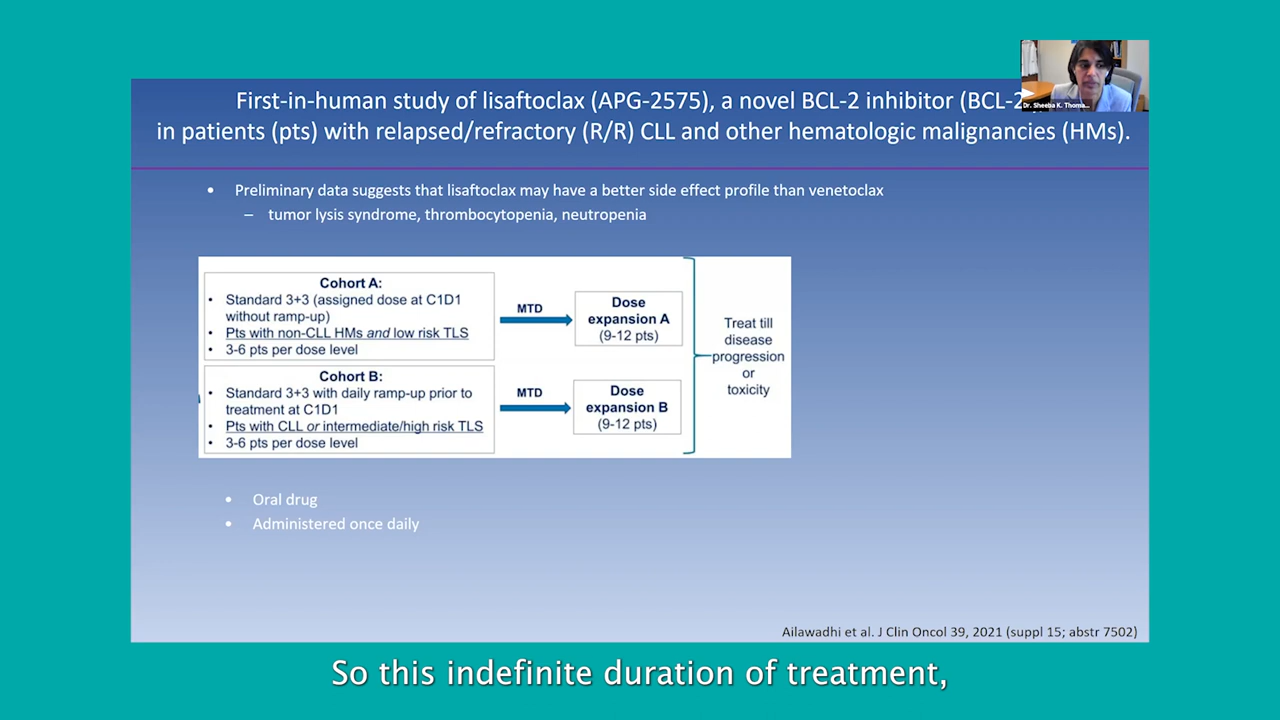 First-in-human study of lisaftoclax (APG-2575), a novel BCL-2 inhibitor (BCL-2
in patients (pts) with relapsed/refractory (R/R) CLL and other hematologic malignancies (HMs).
Dr. Sheeba K. Thoma...
• Preliminary data suggests that lisaftoclax may have a better side effect profile than venetoclax
– tumor lysis syndrome, thrombocytopenia, neutropenia
Cohort A:
• Standard 3+3 (assigned dose at C1D1
without ramp-up)
• Pts with non-CLL HMs and low risk TLS
• 3-6 pts per dose level
MTD
Dose
expansion A
(9-12 pts)
Cohort B:
• Standard 3+3 with daily ramp-up prior to
treatment at C1D1
• Pts with CLL or intermediate/high risk TLS
• 3-6 pts per dose level
MTD
Dose
expansion B
(9-12 pts)
Treat till
disease
progression
or
toxicity
• Oral drug
• Administered once daily
Ailawadhi et al. J Clin Oncol 39, 2021 (suppl 15; abstr 7502)
So this indefinite duration of treatment,